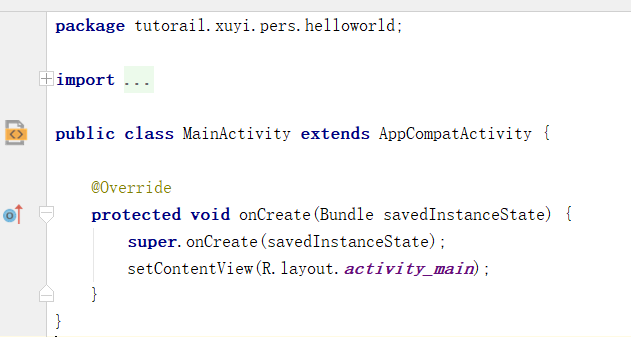 package tutorail.xuyi.pers.helloworld;
import ...
public class MainActivity extends AppCompatActivity {
@Override
protected void onCreate(Bundle savedInstanceState) {
super.onCreate(savedInstanceState);
setContentView(R.layout.activity_main);
}
}